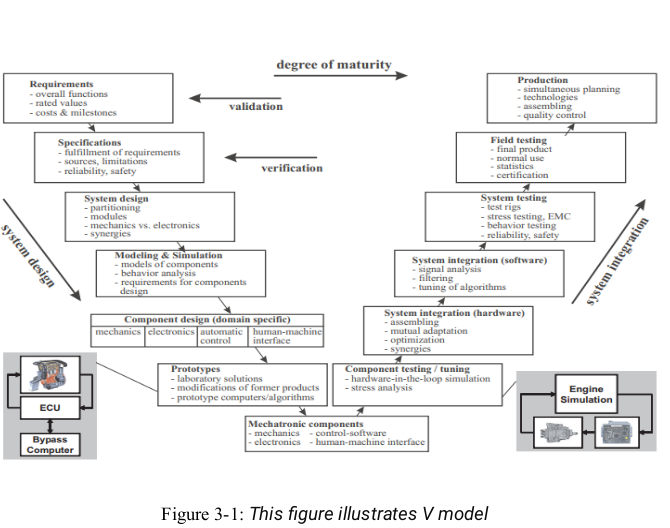 degree of maturity
Requirements
- overall functions
- rated values
- costs & milestones
validation
Production
- simultaneous planning
- technologies
- assembling
- quality control
Specifications
- fulfillment of requirements
- sources, limitations
- reliability, safety
verification
Field testing
- final product
- normal use
- statistics
- certification
System design
- partitioning
- modules
- mechanics vs. electronics
- synergies
System testing
- test rigs
- stress testing, EMC
- behavior testing
- reliability, safety
system design
system integration
Modeling & Simulation
- models of components
- behavior analysis
- requirements for components
design
System integration (software)
- signal analysis
- filtering
- tuning of algorithms
Component design (domain specific)
mechanics electronics automatic control human-machine interface
System integration (hardware)
- assembling
- mutual adaptation
- optimization
- synergies
Prototypes
- laboratory solutions
- modifications of former products
- prototype computers/algorithms
Component testing / tuning
- hardware-in-the-loop simulation
- stress analysis
ECU
Bypass
Computer
Engine
Simulation
Mechatronic components
- mechanics - control-software
- electronics - human-machine interface
Figure 3-1: This figure illustrates V model